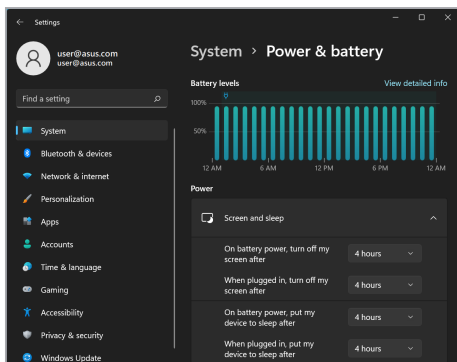 Settings
user@asus.com
user@asus.com
Find a setting
System
Bluetooth & devices
Network & internet
Personalization
Apps
Accounts
Time & language
Gaming
Accessibility
Privacy & security
Windows Update
System > Power & battery
Battery levels View detailed info
100%
50%
12 AM 6 AM 12 PM 6 PM 12 AM
Power
Screen and sleep
On battery power, turn off my
screen after
4 hours
When plugged in, turn off my
screen after
4 hours
On battery power, put my
device to sleep after
4 hours
When plugged in, put my
device to sleep after
4 hours